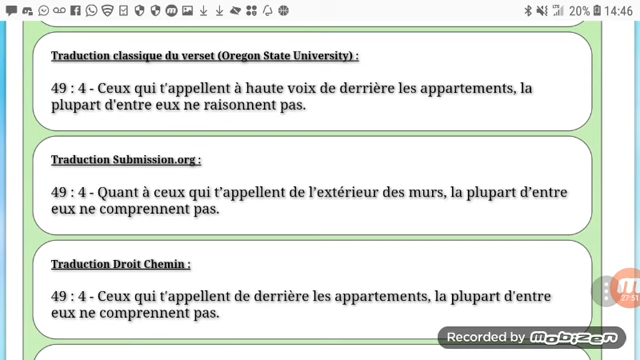 20% 14:46
Traduction classique du verset (Oregon State University) :
49 : 4 - Ceux qui t'appellent à haute voix de derrière les appartements, la
plupart d'entre eux ne raisonnent pas.
Traduction Submission.org :
49 : 4 - Quant à ceux qui t’appellent de l’extérieur des murs, la plupart d’entre
eux ne comprennent pas.
Traduction Droit Chemin :
49 : 4 - Ceux qui t'appellent de derrière les appartements, la plupart d'entre
eux ne comprennent pas.
27:51
Recorded by mobizen